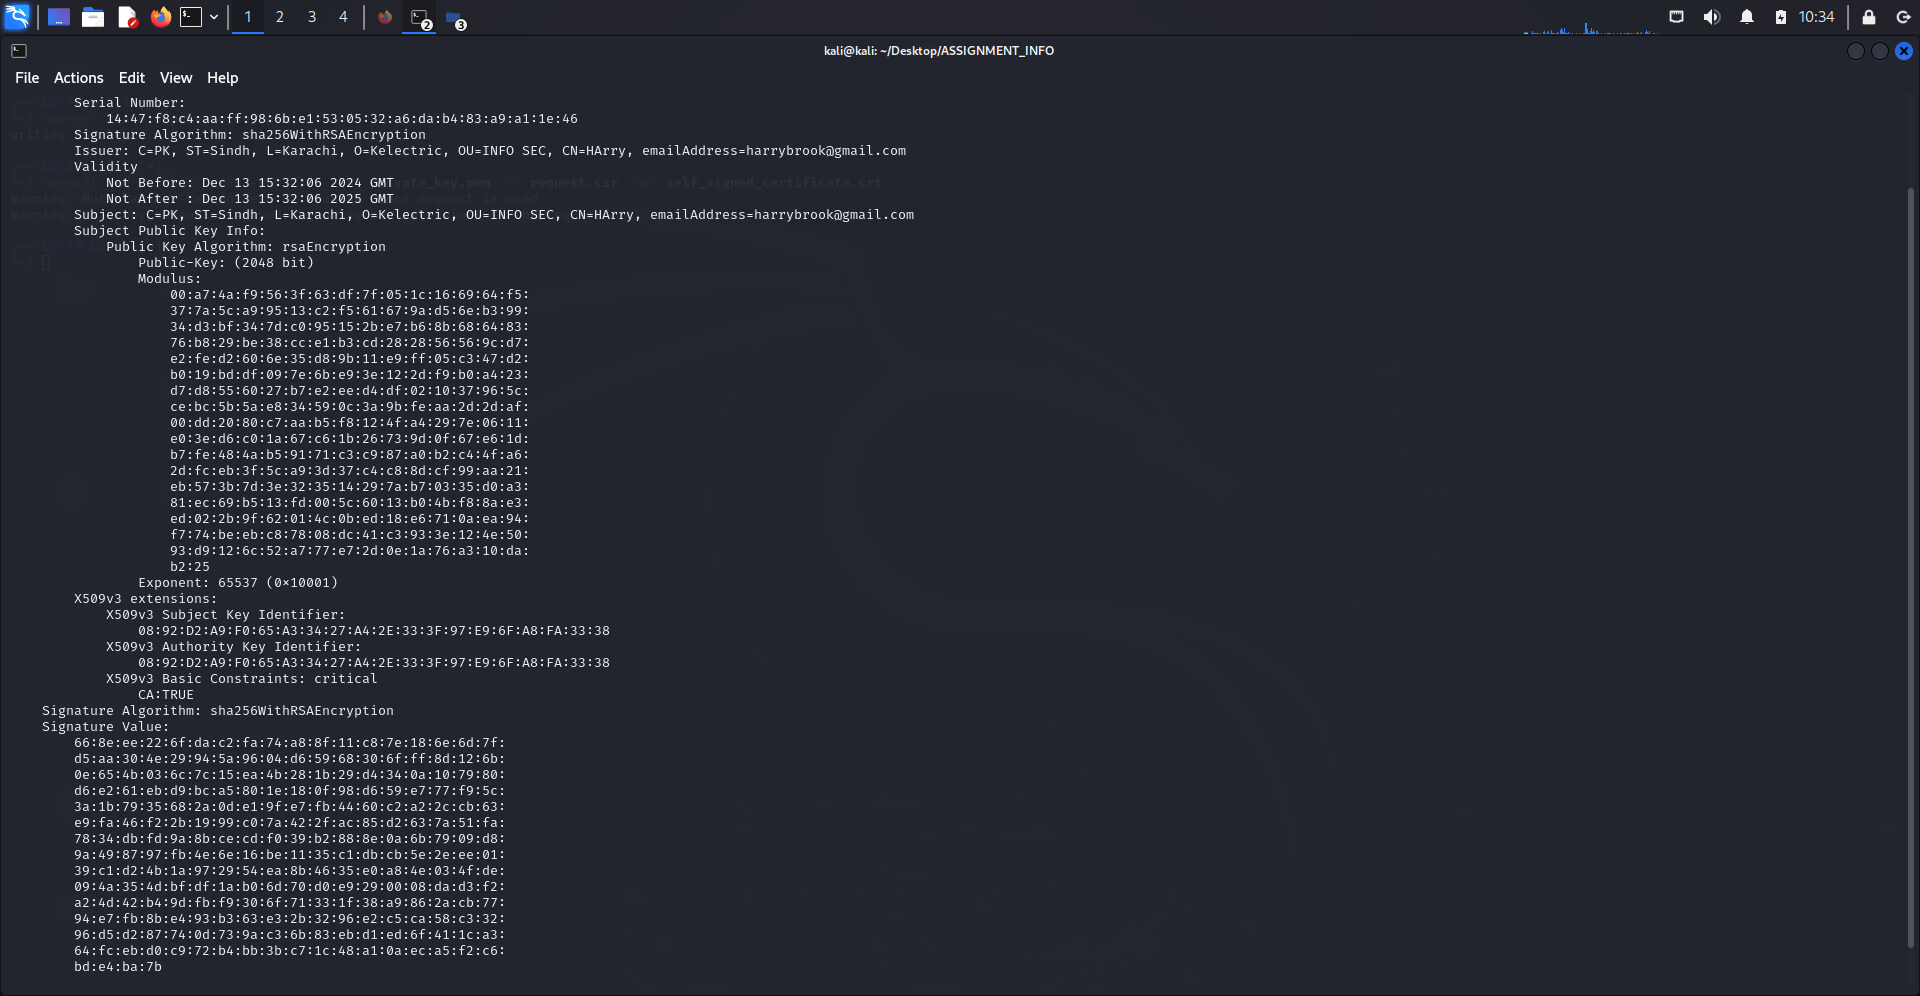 1 2 3 4 2 3 10:34
kali@kali: ~/Desktop/ASSIGNMENT_INFO
File Actions Edit View Help
Serial Number:
14:47:f8:c4:aa:ff:98:6b:e1:53:05:32:a6:da:b4:83:a9:a1:1e:46
Signature Algorithm: sha256WithRSAEncryption
Issuer: C=PK, ST=Sindh, L=Karachi, O=Kelectric, OU=INFO SEC, CN=HArry, emailAddress=harrybrook@gmail.com
Validity
Not Before: Dec 13 15:32:06 2024 GMT
Not After : Dec 13 15:32:06 2025 GMT
Subject: C=PK, ST=Sindh, L=Karachi, O=Kelectric, OU=INFO SEC, CN=HArry, emailAddress=harrybrook@gmail.com
Subject Public Key Info:
Public Key Algorithm: rsaEncryption
Public-Key: (2048 bit)
Modulus:
00:a7:4a:f9:56:3f:63:df:7f:05:1c:16:69:64:f5:
37:7a:5c:a9:95:13:c2:f5:61:67:9a:d5:6e:b3:99:
34:d3:bf:34:7d:c0:95:15:2b:e7:b6:8b:68:64:83:
76:b8:29:be:38:cc:e1:b3:cd:28:28:56:56:9c:d7:
e2:fe:d2:60:6e:35:d8:9b:11:e9:ff:05:c3:47:d2:
b0:19:bd:df:09:7e:6b:e9:3e:12:2d:f9:b0:a4:23:
d7:d8:55:60:27:b7:e2:ee:d4:df:02:10:37:96:5c:
ce:bc:5b:5a:e8:34:59:0c:3a:9b:fe:aa:2d:2d:af:
00:dd:20:80:c7:aa:b5:f8:12:4f:a4:29:7e:06:11:
e0:3e:d6:c0:1a:67:c6:1b:26:73:9d:0f:67:e6:1d:
b7:fe:48:4a:b5:91:71:c3:c9:87:a0:b2:c4:4f:a6:
2d:fc:eb:3f:5c:a9:3d:37:c4:c8:8d:cf:99:aa:21:
eb:57:3b:7d:3e:32:35:14:29:7a:b7:03:35:d0:a3:
81:ec:69:b5:13:fd:00:5c:60:13:b0:4b:f8:8a:e3:
ed:02:2b:9f:62:01:4c:0b:ed:18:e6:71:0a:ea:94:
f7:74:be:eb:c8:78:08:dc:41:c3:93:3e:12:4e:50:
93:d9:12:6c:52:a7:77:e7:2d:0e:1a:76:a3:10:da:
b2:25
Exponent: 65537 (0×10001)
X509v3 extensions:
X509v3 Subject Key Identifier:
08:92:D2:A9:F0:65:A3:34:27:A4:2E:33:3F:97:E9:6F:A8:FA:33:38
X509v3 Authority Key Identifier:
08:92:D2:A9:F0:65:A3:34:27:A4:2E:33:3F:97:E9:6F:A8:FA:33:38
X509v3 Basic Constraints: critical
CA:TRUE
Signature Algorithm: sha256WithRSAEncryption
Signature Value:
66:8e:ee:22:6f:da:c2:fa:74:a8:8f:11:c8:7e:18:6e:6d:7f:
d5:aa:30:4e:29:94:5a:96:04:d6:59:68:30:6f:ff:8d:12:6b:
0e:65:4b:03:6c:7c:15:ea:4b:28:1b:29:d4:34:0a:10:79:80:
d6:e2:61:eb:d9:bc:a5:80:1e:18:0f:98:d6:59:e7:77:f9:5c:
3a:1b:79:35:68:2a:0d:e1:9f:e7:fb:44:60:c2:a2:2c:cb:63:
e9:fa:46:f2:2b:19:99:c0:7a:42:2f:ac:85:d2:63:7a:51:fa:
78:34:db:fd:9a:8b:ce:cd:f0:39:b2:88:8e:0a:6b:79:09:d8:
9a:49:87:97:fb:4e:6e:16:be:11:35:c1:db:cb:5e:2e:ee:01:
39:c1:d2:4b:1a:97:29:54:ea:8b:46:35:e0:a8:4e:03:4f:de:
09:4a:35:4d:bf:df:1a:b0:6d:70:d0:e9:29:00:08:da:d3:f2:
a2:4d:42:b4:9d:fb:f9:30:6f:71:33:1f:38:a9:86:2a:cb:77:
94:e7:fb:8b:e4:93:b3:63:e3:2b:32:96:e2:c5:ca:58:c3:32:
96:d5:d2:87:74:0d:73:9a:c3:6b:83:eb:d1:ed:6f:41:1c:a3:
64:fc:eb:d0:c9:72:b4:bb:3b:c7:1c:48:a1:0a:ec:a5:f2:c6:
bd:e4:ba:7b